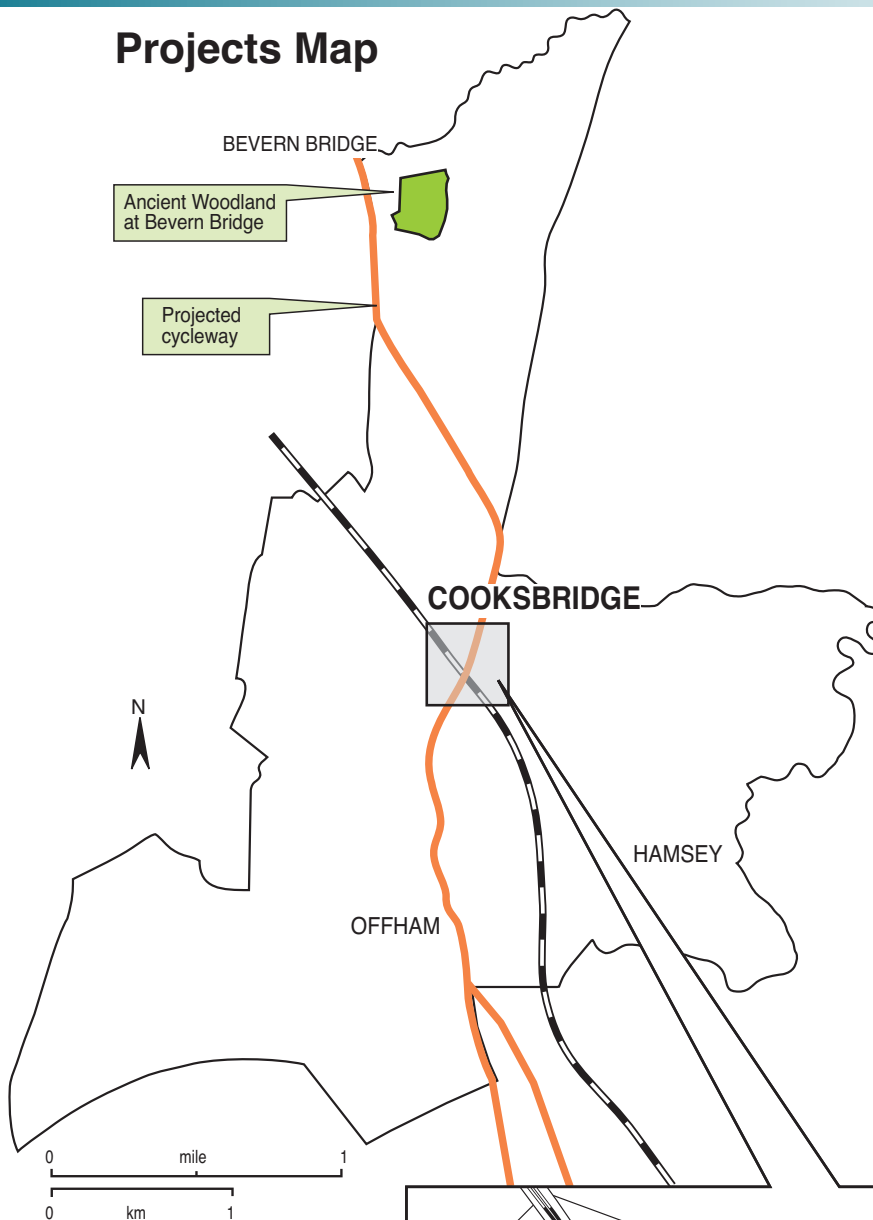 Projects Map
BEVERN BRIDGE
Ancient Woodland
at Bevern Bridge
Projected
cycleway
COOKSBRIDGE
N
HAMSEY
OFFHAM
0 mile 1
0 km 1